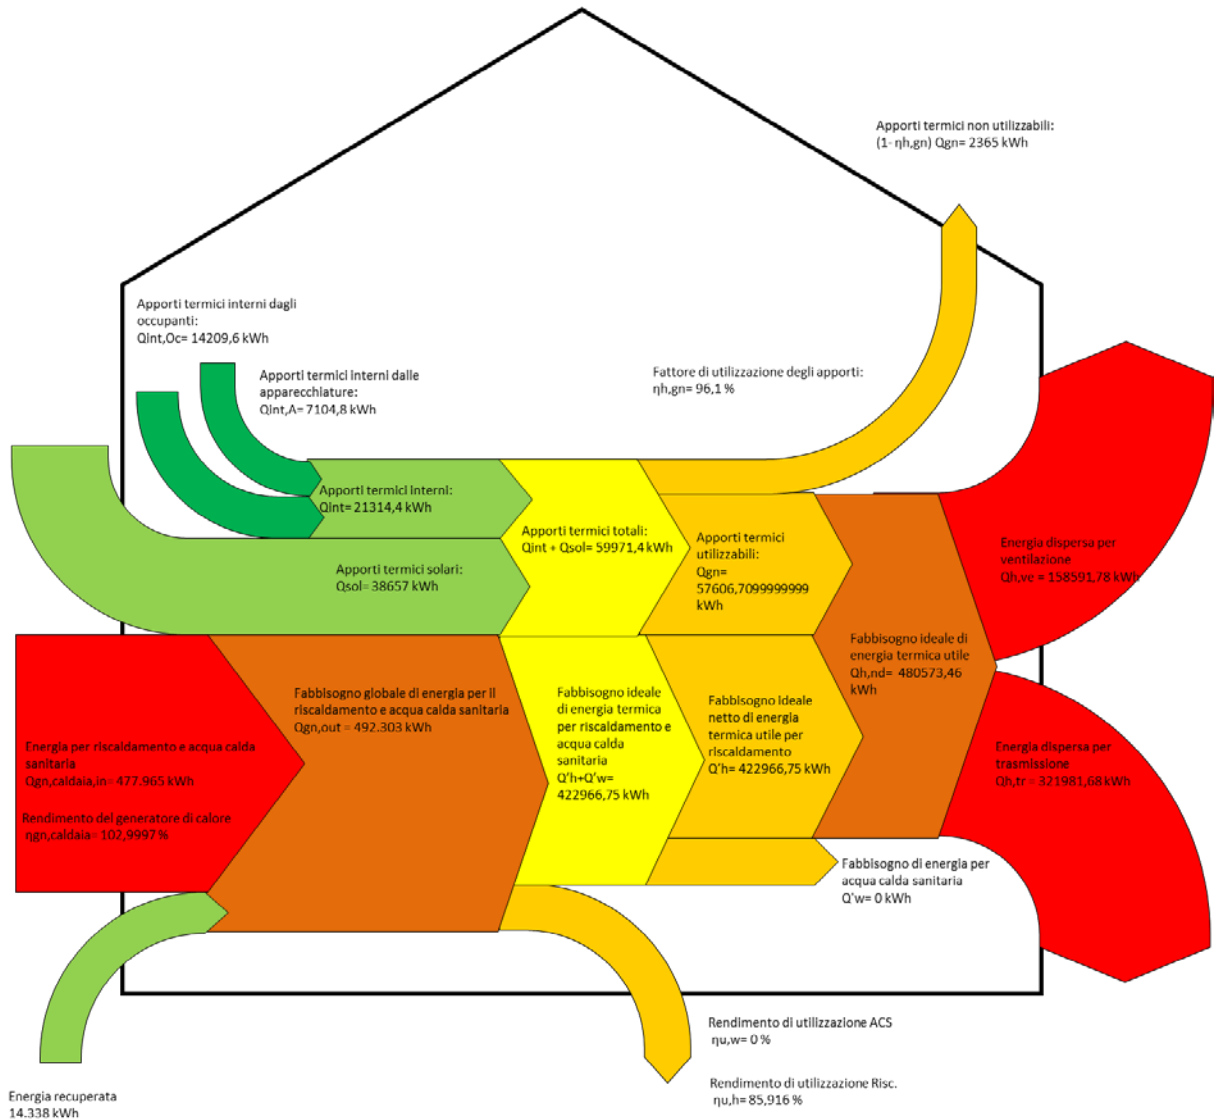 Apporti termici non utilizzabili:
(1- ηh,gn) Qgn= 2365 kWh
Apporti termici interni dagli
occupanti:
Qint,Oc= 14209,6 kWh
Apporti termici interni dalle
apparecchiature:
Qint,A= 7104,8 kWh
Fattore di utilizzazione degli apporti:
ηh,gn= 96,1 %
Apporti termici interni:
Qint= 21314,4 kWh
Apporti termici totali:
Qint + Qsol= 59971,4 kWh
Apporti termici
utilizzabili:
Qgn=
57606,7099999999
kWh
Energia dispersa per
ventilazione
Qh,ve = 158591,78 kWh
Apporti termici solari:
Qsol= 38657 kWh
Fabbisogno ideale di
energia termica utile
Qh,nd=  480573,46
kWh
Fabbisogno globale di energia per il
riscaldamento e acqua calda sanitaria
Qgn,out = 492.303 kWh
Fabbisogno ideale
di energia termica
per riscaldamento e
acqua calda
sanitaria
Q'h+Q'w=
422966,75 kWh
Fabbisogno Ideale
netto di energia
termica utile per
riscaldamento
Q'h= 422966,75 kWh
Energia per riscaldamento e acqua calda
sanitaria
Qgn,caldaia,in= 477.965 kWh
Rendimento del generatore di calore
ηgn,caldaia= 102,9997 %
Energia dispersa per
trasmissione
Qh,tr = 321981,68 kWh
Fabbisogno di energia per
acqua calda sanitaria
Q'w= 0 kWh
Rendimento di utilizzazione ACS
ηu,w= 0 %
Rendimento di utilizzazione Risc.
ηu,h= 85,916 %
Energia recuperata
14.338 kWh